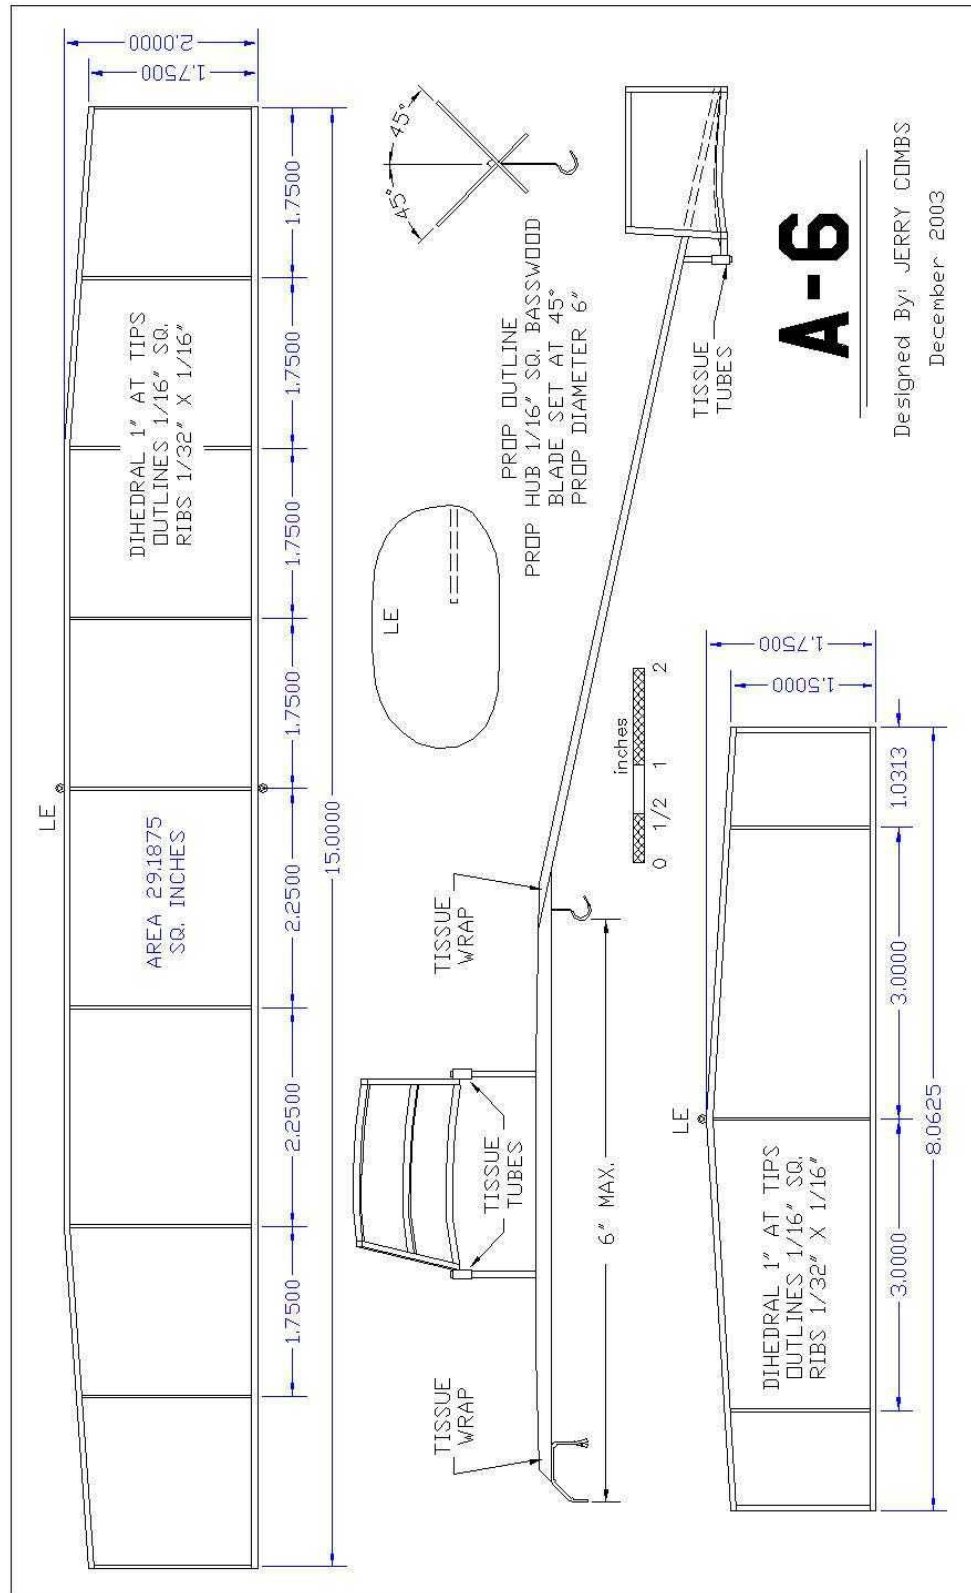 2.0000
1.7500
LE
AREA 29.1875
SQ. INCHES
DIHEDRAL 1" AT TIPS
OUTLINES 1/16" SQ.
RIBS 1/32" X 1/16"
1.7500
2.2500
2.2500
1.7500
1.7500
1.7500
1.7500
15.0000
TISSUE
WRAP
TISSUE
TUBES
TISSUE
WRAP
6" MAX.
LE
PROP OUTLINE
PROP HUB 1/16" SQ. BASSWOOD
BLADE SET AT 45°
PROP DIAMETER 6"
45°
45°
inches
0 1/2 1 2
TISSUE
TUBES
LE
DIHEDRAL 1" AT TIPS
OUTLINES 1/16" SQ.
RIBS 1/32" X 1/16"
1.7500
1.5000
3.0000
3.0000
1.0313
8.0625
A-6
Designed By: JERRY COMBS
December 2003